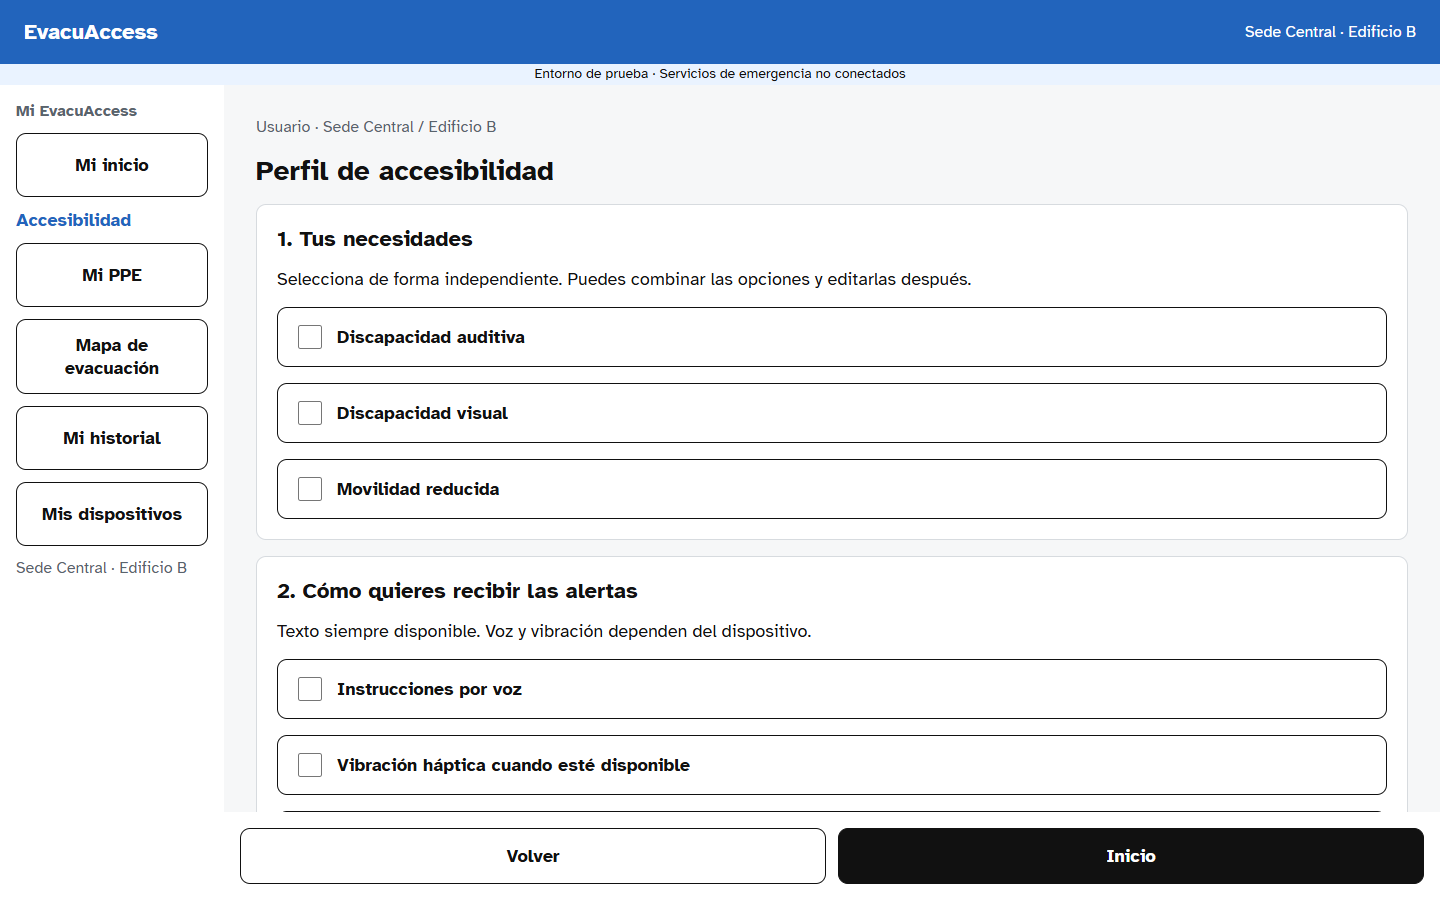 EvacuAccess
Sede Central · Edificio B
Entorno de prueba · Servicios de emergencia no conectados
Mi EvacuAccess
Mi inicio
Accesibilidad
Mi PPE
Mapa de
evacuación
Mi historial
Mis dispositivos
Sede Central · Edificio B
Usuario · Sede Central / Edificio B
Perfil de accesibilidad
1. Tus necesidades
Selecciona de forma independiente. Puedes combinar las opciones y editarlas después.
Discapacidad auditiva
Discapacidad visual
Movilidad reducida
2. Cómo quieres recibir las alertas
Texto siempre disponible. Voz y vibración dependen del dispositivo.
Instrucciones por voz
Vibración háptica cuando esté disponible
Volver
Inicio